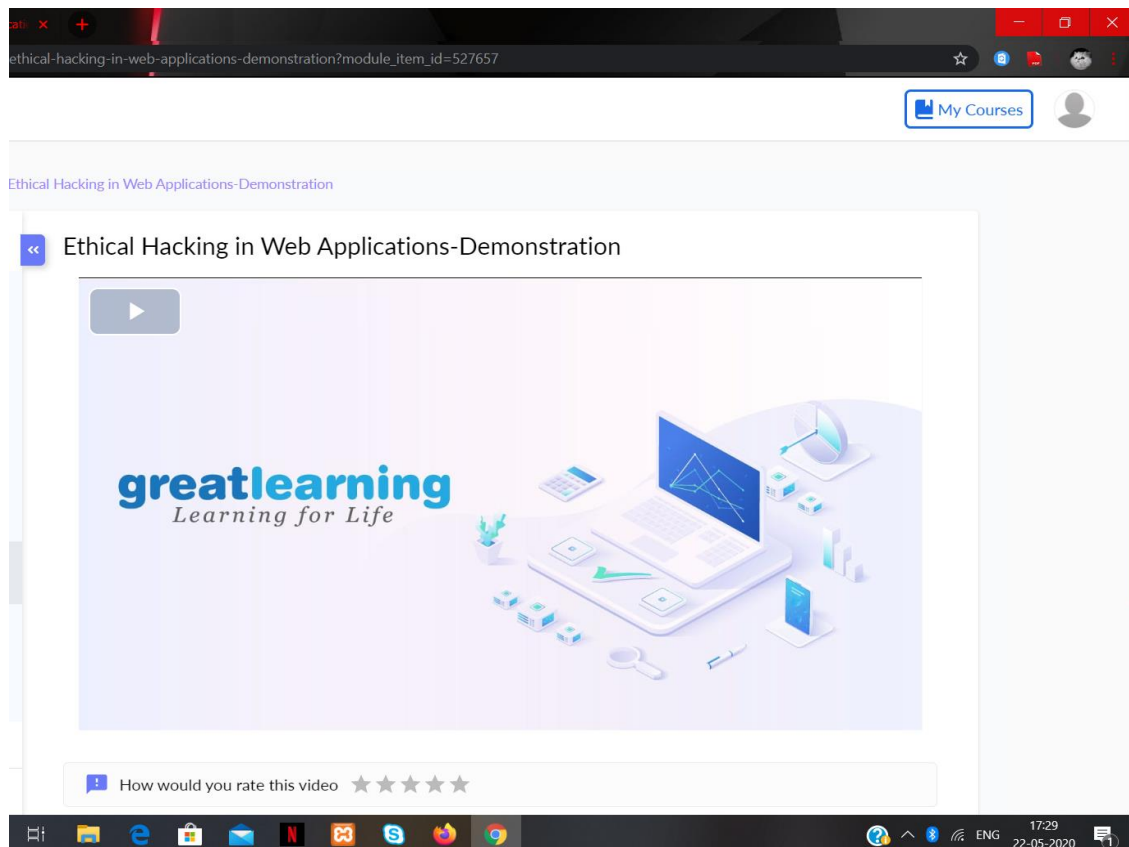 ethical-hacking-in-web-applications-demonstration?module_item_id=527657
My Courses
Ethical Hacking in Web Applications-Demonstration
Ethical Hacking in Web Applications-Demonstration
greatlearning
Learning for Life
How would you rate this video
ENG
17:29
22-05-2020